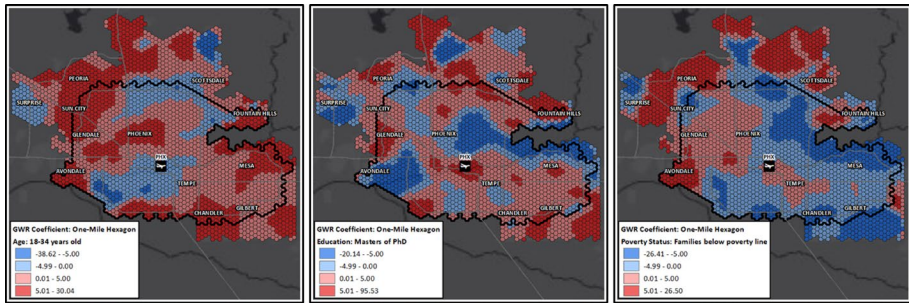 PEORIA
SCOTTSDALE
SURPRISE
SUN CITY
FOUNTAIN HILLS
GLENDALE
PHOENIX
PHX
AVONDALE
MESA
TEMPE
GILBERT
CHANDLER
GWR Coefficient: One-Mile Hexagon
Age: 18-34 years old
-38.62 - -5.00
-4.99 - 0.00
0.01 - 5.00
5.01 - 30.04
PEORIA
SCOTTSDALE
SURPRISE
SUN CITY
FOUNTAIN HILLS
GLENDALE
PHOENIX
PHX
AVONDALE
MESA
TEMPE
GILBERT
CHANDLER
GWR Coefficient: One-Mile Hexagon
Education: Masters of PhD
-20.14 - -5.00
-4.99 - 0.00
0.01 - 5.00
5.01 - 95.53
PEORIA
SCOTTSDALE
SURPRISE
SUN CITY
FOUNTAIN HILLS
GLENDALE
PHOENIX
PHX
AVONDALE
MESA
TEMPE
GILBERT
CHANDLER
GWR Coefficient: One-Mile Hexagon
Poverty Status: Families below poverty line
-26.41 - -5.00
-4.99 - 0.00
0.01 - 5.00
5.01 - 26.50